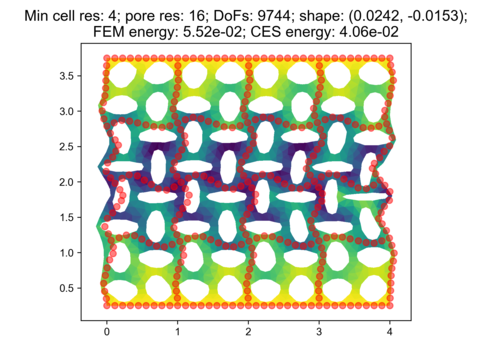 Min cell res: 4; pore res: 16; DoFs: 9744; shape: (0.0242, -0.0153);
FEM energy: 5.52e-02; CES energy: 4.06e-02
3.5
3.0
2.5
2.0
1.5
1.0
0.5
0 1 2 3 4